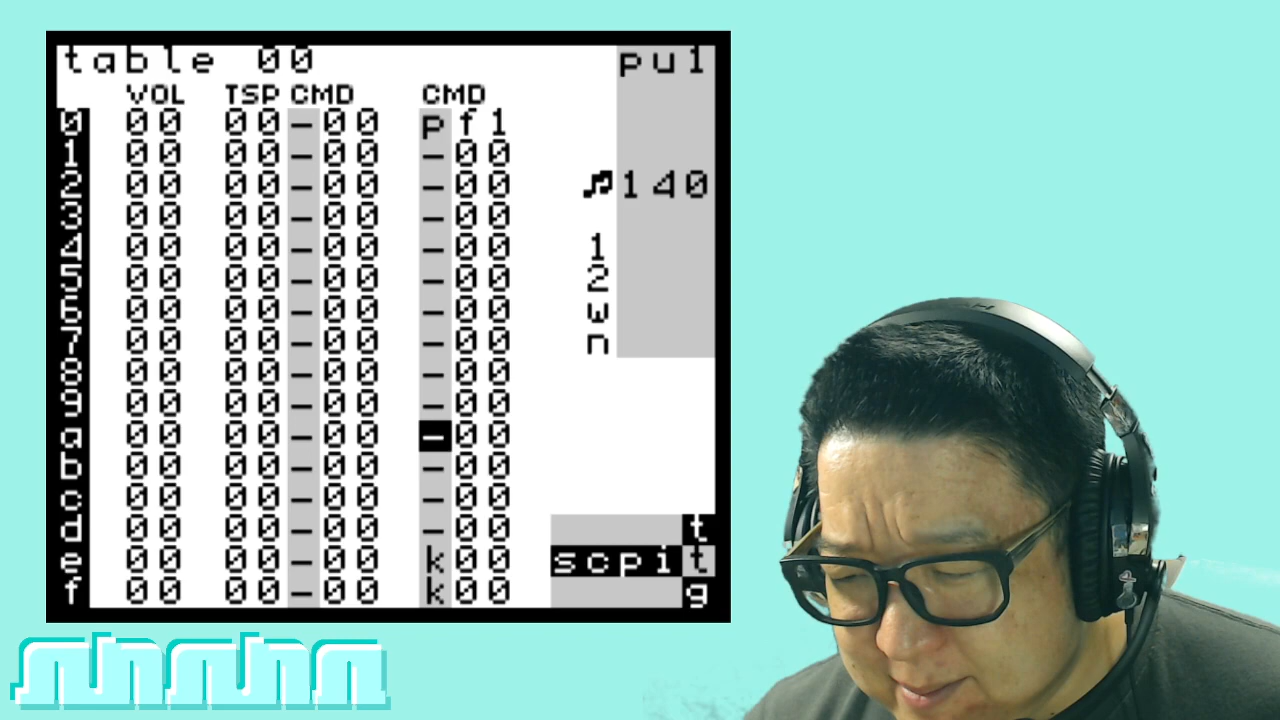 table 00 pu1
VOL TSP CMD CMD
0 00 00 -00 pf1
1 00 00 -00 -00
2 00 00 -00 -00 140
3 00 00 -00 -00
4 00 00 -00 -00 1
5 00 00 -00 -00 2
6 00 00 -00 -00 w
7 00 00 -00 -00 n
8 00 00 -00 -00
9 00 00 -00 -00
a 00 00 -00 -00
b 00 00 -00 -00
c 00 00 -00 -00
d 00 00 -00 -00 t
e 00 00 -00 k00 scpit
f 00 00 -00 k00 g